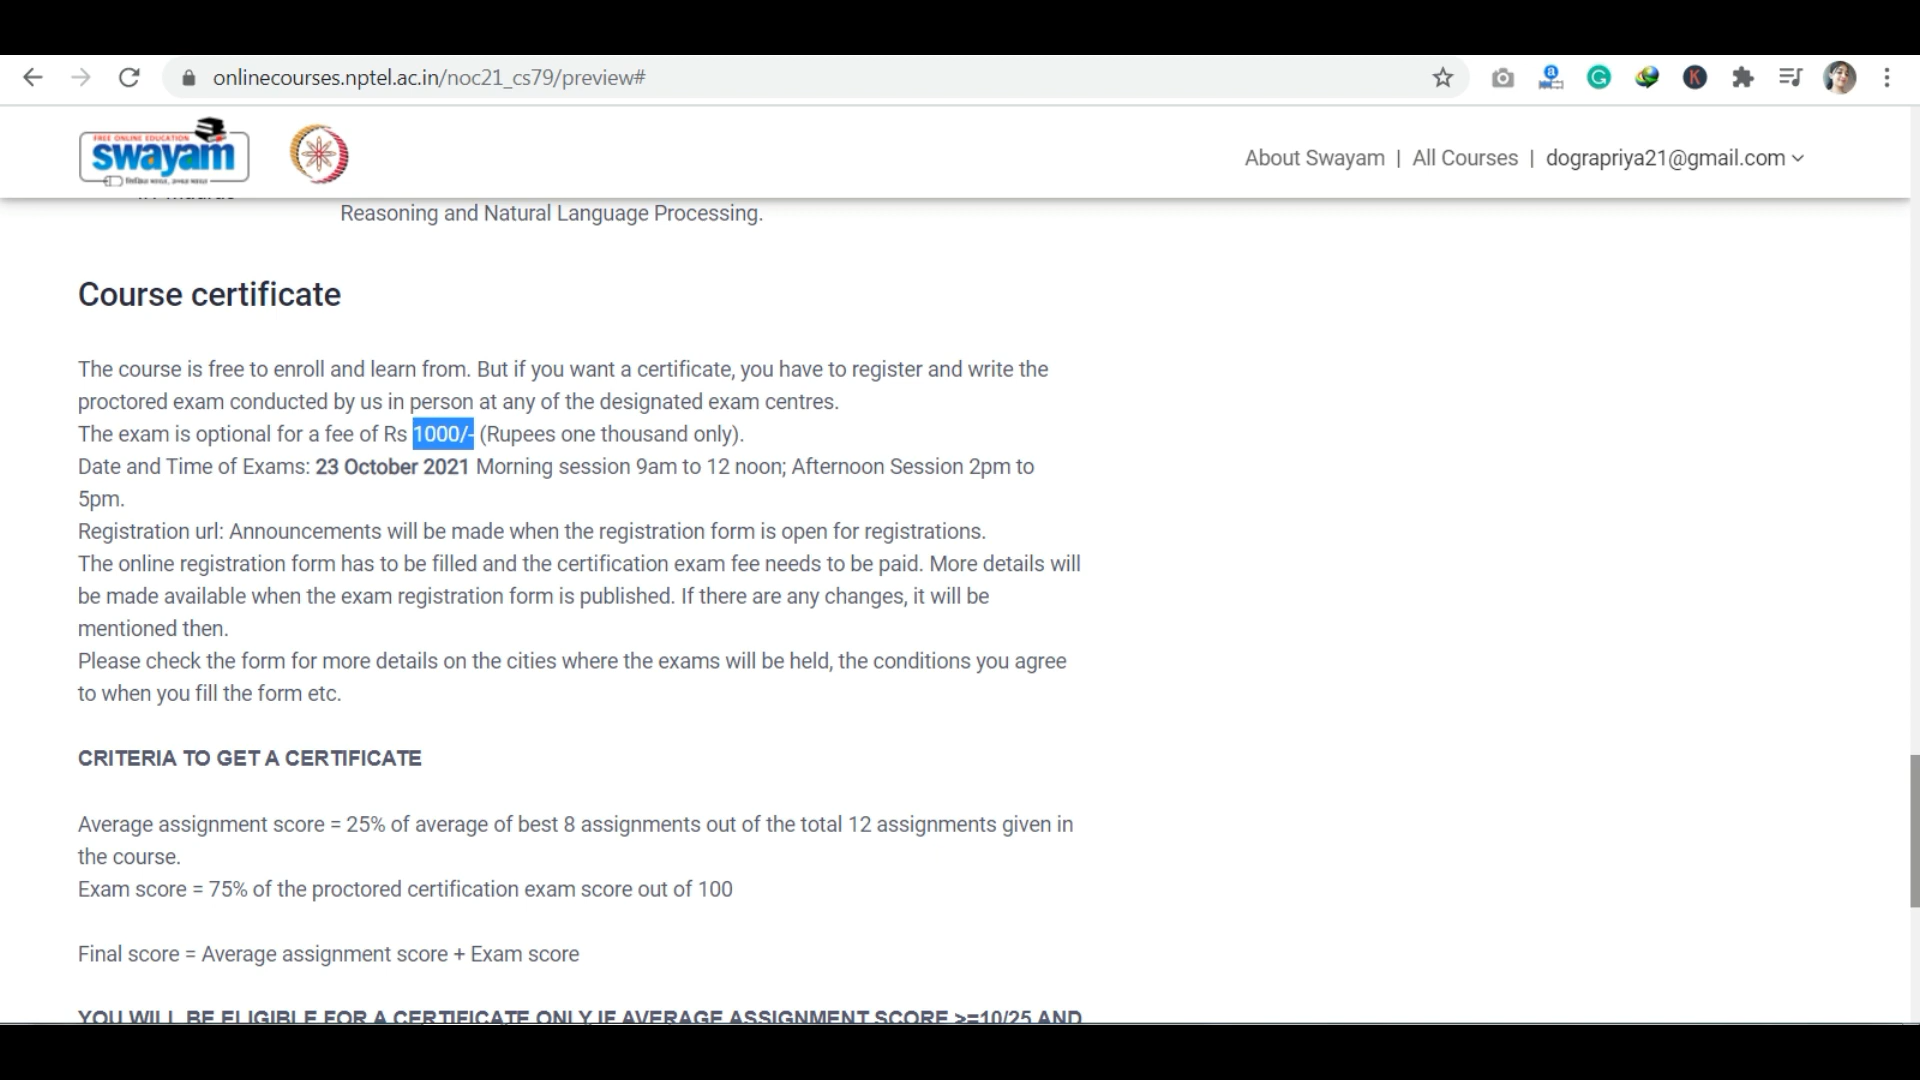 onlinecourses.nptel.ac.in/noc21_cs79/preview#
FREE ONLINE EDUCATION
swayam
About Swayam | All Courses | dograpriya21@gmail.com
Reasoning and Natural Language Processing.
Course certificate
The course is free to enroll and learn from. But if you want a certificate, you have to register and write the
proctored exam conducted by us in person at any of the designated exam centres.
The exam is optional for a fee of Rs 1000/- (Rupees one thousand only).
Date and Time of Exams: 23 October 2021 Morning session 9am to 12 noon; Afternoon Session 2pm to
5pm.
Registration url: Announcements will be made when the registration form is open for registrations.
The online registration form has to be filled and the certification exam fee needs to be paid. More details will
be made available when the exam registration form is published. If there are any changes, it will be
mentioned then.
Please check the form for more details on the cities where the exams will be held, the conditions you agree
to when you fill the form etc.
CRITERIA TO GET A CERTIFICATE
Average assignment score = 25% of average of best 8 assignments out of the total 12 assignments given in
the course.
Exam score = 75% of the proctored certification exam score out of 100
Final score = Average assignment score + Exam score
YOU WILL BE ELIGIBLE FOR A CERTIFICATE ONLY IF AVERAGE ASSIGNMENT SCORE >=10/25 AND